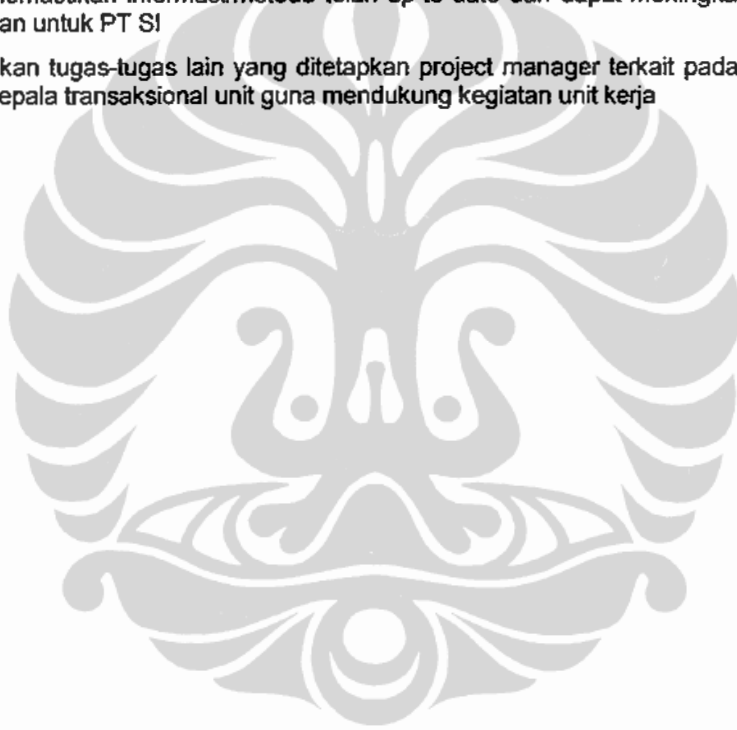 an untuk PT SI
kan tugas-tugas lain yang ditetapkan project manager terkait pada
epala transaksional unit guna mendukung kegiatan unit kerja